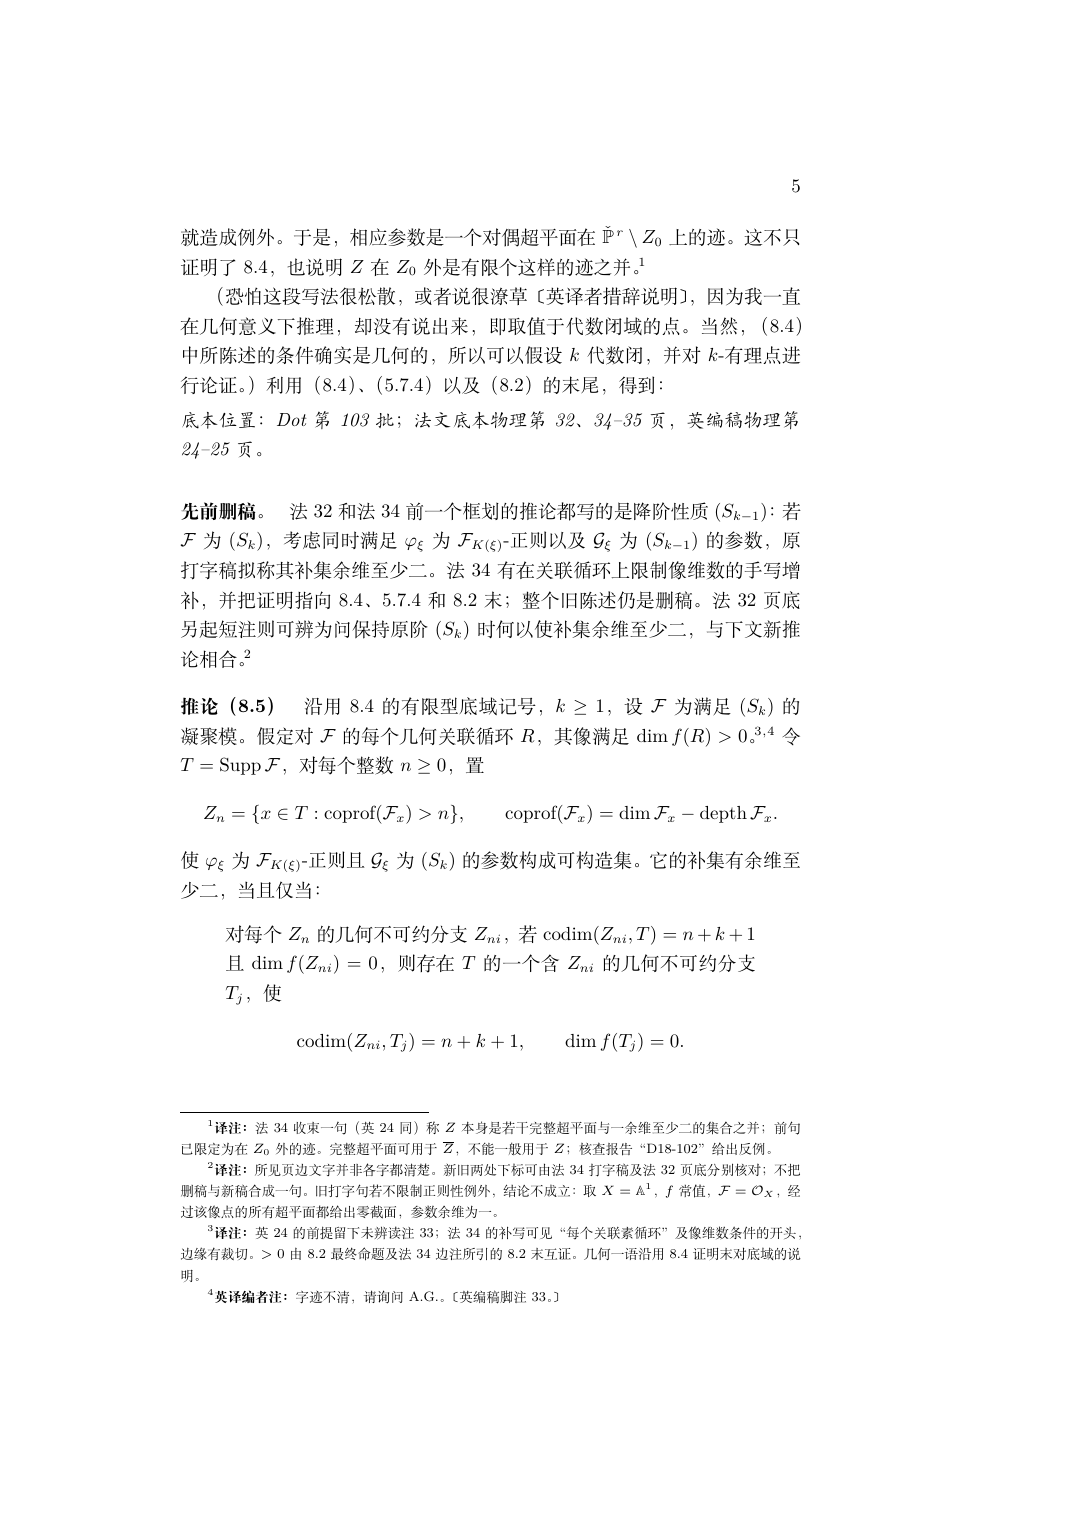 5
就造成例外。于是，相应参数是一个对偶超平面在 ℙ̌ʳ \ Z₀ 上的迹。这不只
证明了 8.4，也说明 Z 在 Z₀ 外是有限个这样的迹之并。¹
（恐怕这段写法很松散，或者说很潦草〔英译者措辞说明〕，因为我一直
在几何意义下推理，却没有说出来，即取值于代数闭域的点。当然，（8.4）
中所陈述的条件确实是几何的，所以可以假设 k 代数闭，并对 k-有理点进
行论证。）利用（8.4）、（5.7.4）以及（8.2）的末尾，得到：
底本位置：Dot 第 103 批；法文底本物理第 32、34–35 页，英编稿物理第
24–25 页。
先前删稿。 法 32 和法 34 前一个框划的推论都写的是降阶性质 (Sₖ₋₁)：若
ℱ 为 (Sₖ)，考虑同时满足 φ_ξ 为 ℱ_{K(ξ)}-正则以及 𝒢_ξ 为 (Sₖ₋₁) 的参数，原
打字稿拟称其补集余维至少二。法 34 有在关联循环上限制像维数的手写增
补，并把证明指向 8.4、5.7.4 和 8.2 末；整个旧陈述仍是删稿。法 32 页底
另起短注则可辨为问保持原阶 (Sₖ) 时何以使补集余维至少二，与下文新推
论相合。²
推论（8.5） 沿用 8.4 的有限型底域记号，k ≥ 1，设 ℱ 为满足 (Sₖ) 的
凝聚模。假定对 ℱ 的每个几何关联循环 R，其像满足 dim f(R) > 0。³,⁴ 令
T = Supp ℱ，对每个整数 n ≥ 0，置
Zₙ = {x ∈ T : coprof(ℱₓ) > n}, coprof(ℱₓ) = dim ℱₓ − depth ℱₓ.
使 φ_ξ 为 ℱ_{K(ξ)}-正则且 𝒢_ξ 为 (Sₖ) 的参数构成可构造集。它的补集有余维至
少二，当且仅当：
对每个 Zₙ 的几何不可约分支 Z_{ni}，若 codim(Z_{ni}, T) = n + k + 1
且 dim f(Z_{ni}) = 0，则存在 T 的一个含 Z_{ni} 的几何不可约分支
T_j，使
codim(Z_{ni}, T_j) = n + k + 1, dim f(T_j) = 0.
¹译注：法 34 收束一句（英 24 同）称 Z 本身是若干完整超平面与一余维至少二的集合之并；前句
已限定为在 Z₀ 外的迹。完整超平面可用于 Z̅，不能一般用于 Z；核查报告“D18-102”给出反例。
²译注：所见页边文字并非各字都清楚。新旧两处下标可由法 34 打字稿及法 32 页底分别核对；不把
删稿与新稿合成一句。旧打字句若不限制正则性例外，结论不成立：取 X = 𝔸¹，f 常值，ℱ = 𝒪_X，经
过该像点的所有超平面都给出零截面，参数余维为一。
³译注：英 24 的前提留下未辨读注 33；法 34 的补写可见“每个关联素循环”及像维数条件的开头，
边缘有裁切。> 0 由 8.2 最终命题及法 34 边注所引的 8.2 末互证。几何一语沿用 8.4 证明末对底域的说
明。
⁴英译编者注：字迹不清，请询问 A.G.。〔英编稿脚注 33。〕